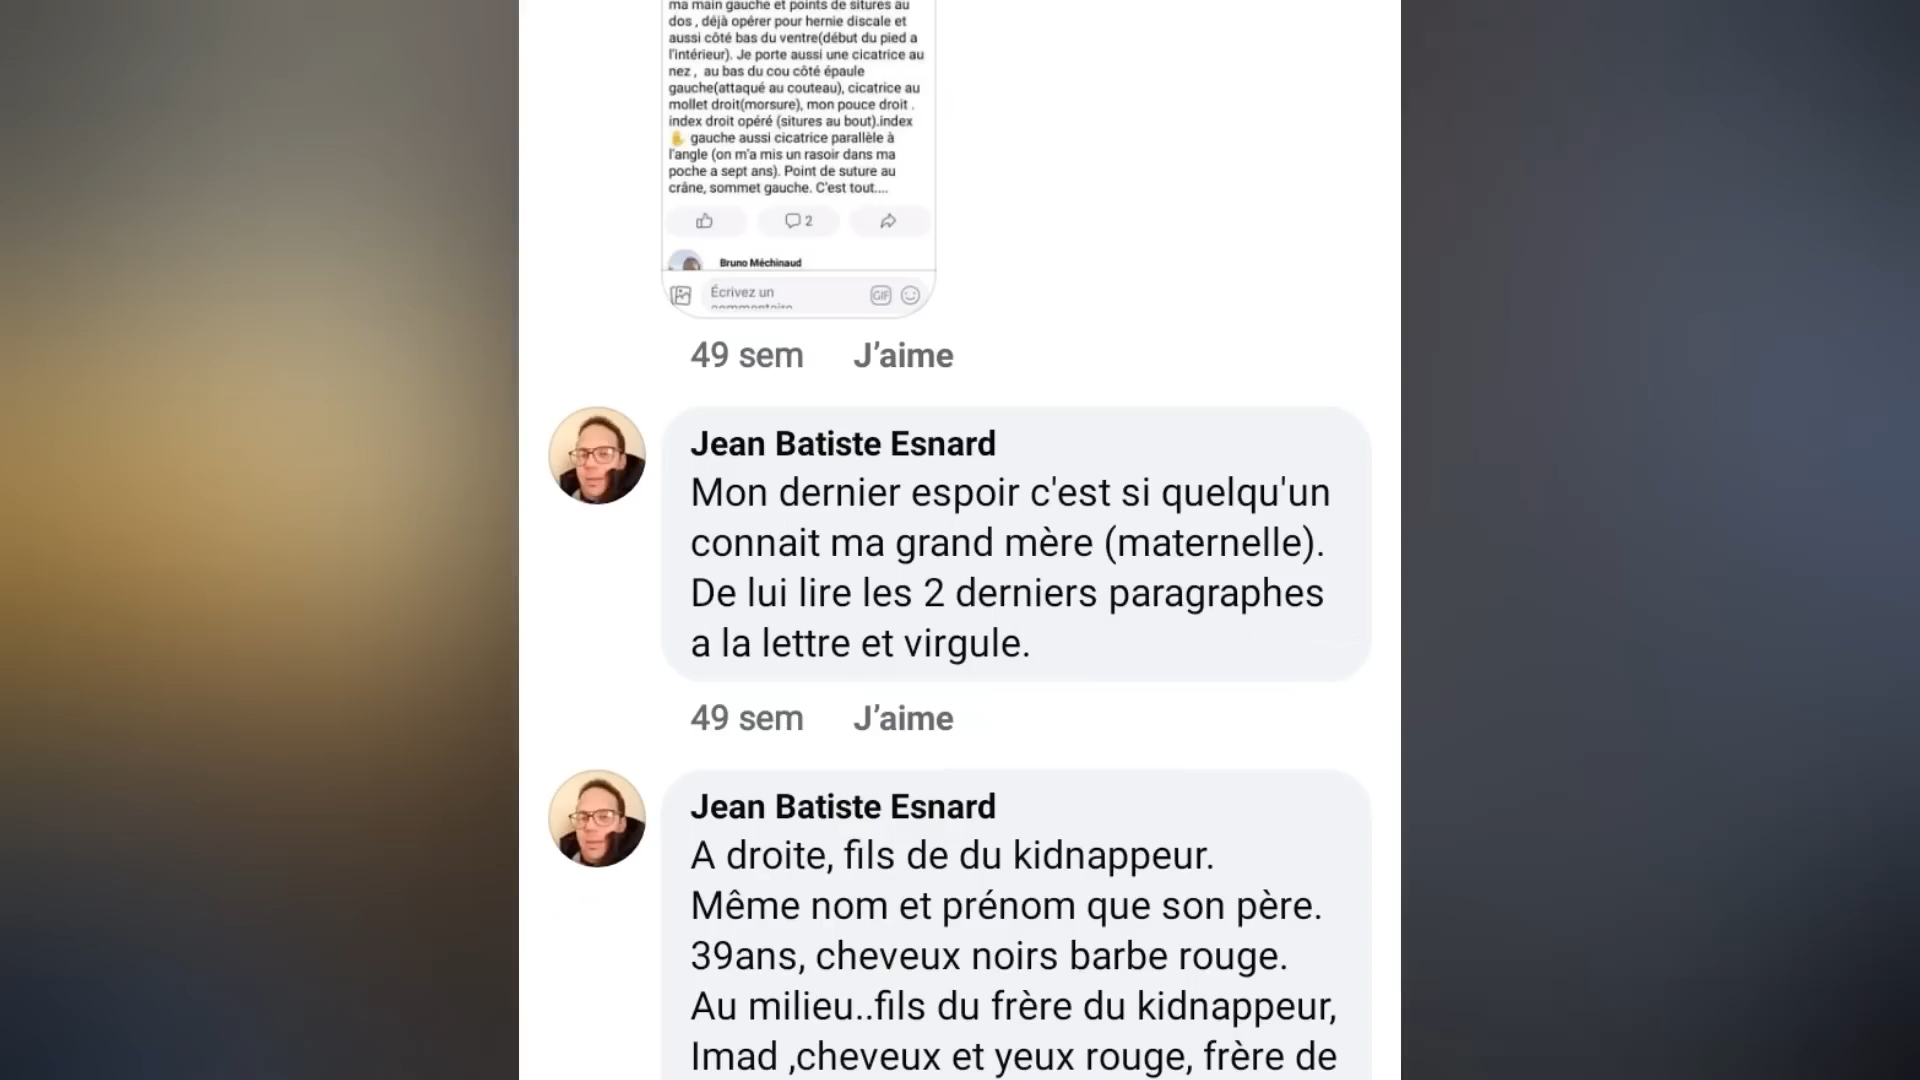 ma main gauche et points de situres au
dos , déjà opérer pour hernie discale et
aussi côté bas du ventre(début du pied a
l'intérieur). Je porte aussi une cicatrice au
nez , au bas du cou côté épaule
gauche(attaqué au couteau), cicatrice au
mollet droit(morsure), mon pouce droit .
index droit opéré (situres au bout).index
✋ gauche aussi cicatrice parallèle à
l'angle (on m'a mis un rasoir dans ma
poche a sept ans). Point de suture au
crâne, sommet gauche. C'est tout....
2
Bruno Méchinaud
Écrivez un
commentaire
GIF
49 sem J’aime
Jean Batiste Esnard
Mon dernier espoir c'est si quelqu'un
connait ma grand mère (maternelle).
De lui lire les 2 derniers paragraphes
a la lettre et virgule.
49 sem J’aime
Jean Batiste Esnard
A droite, fils de du kidnappeur.
Même nom et prénom que son père.
39ans, cheveux noirs barbe rouge.
Au milieu..fils du frère du kidnappeur,
Imad ,cheveux et yeux rouge, frère de